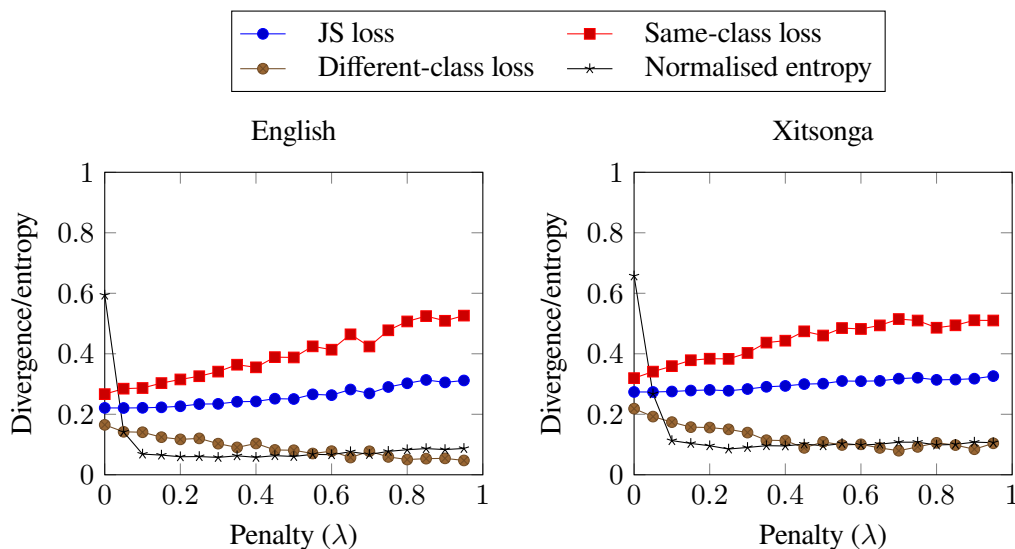 JS loss
Same-class loss
Different-class loss
Normalised entropy
English
Divergence/entropy
1
0.8
0.6
0.4
0.2
0
0
0.2
0.4
0.6
0.8
1
Penalty (λ)
Xitsonga
Divergence/entropy
1
0.8
0.6
0.4
0.2
0
0
0.2
0.4
0.6
0.8
1
Penalty (λ)